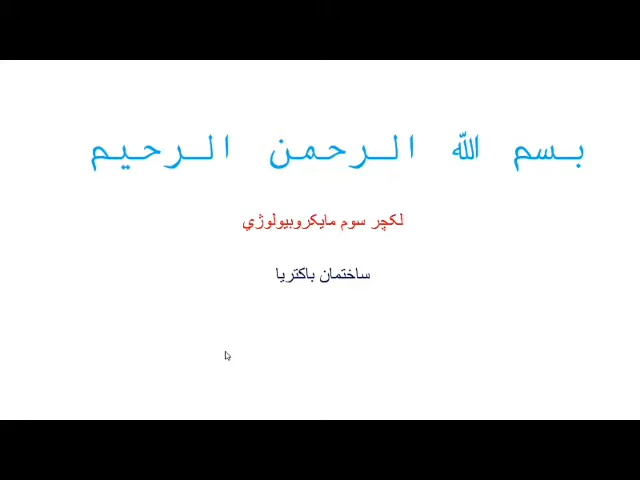 بسم الله الرحمن الرحيم
لکچر سوم مایکروبیولوژي
ساختمان باکتریا